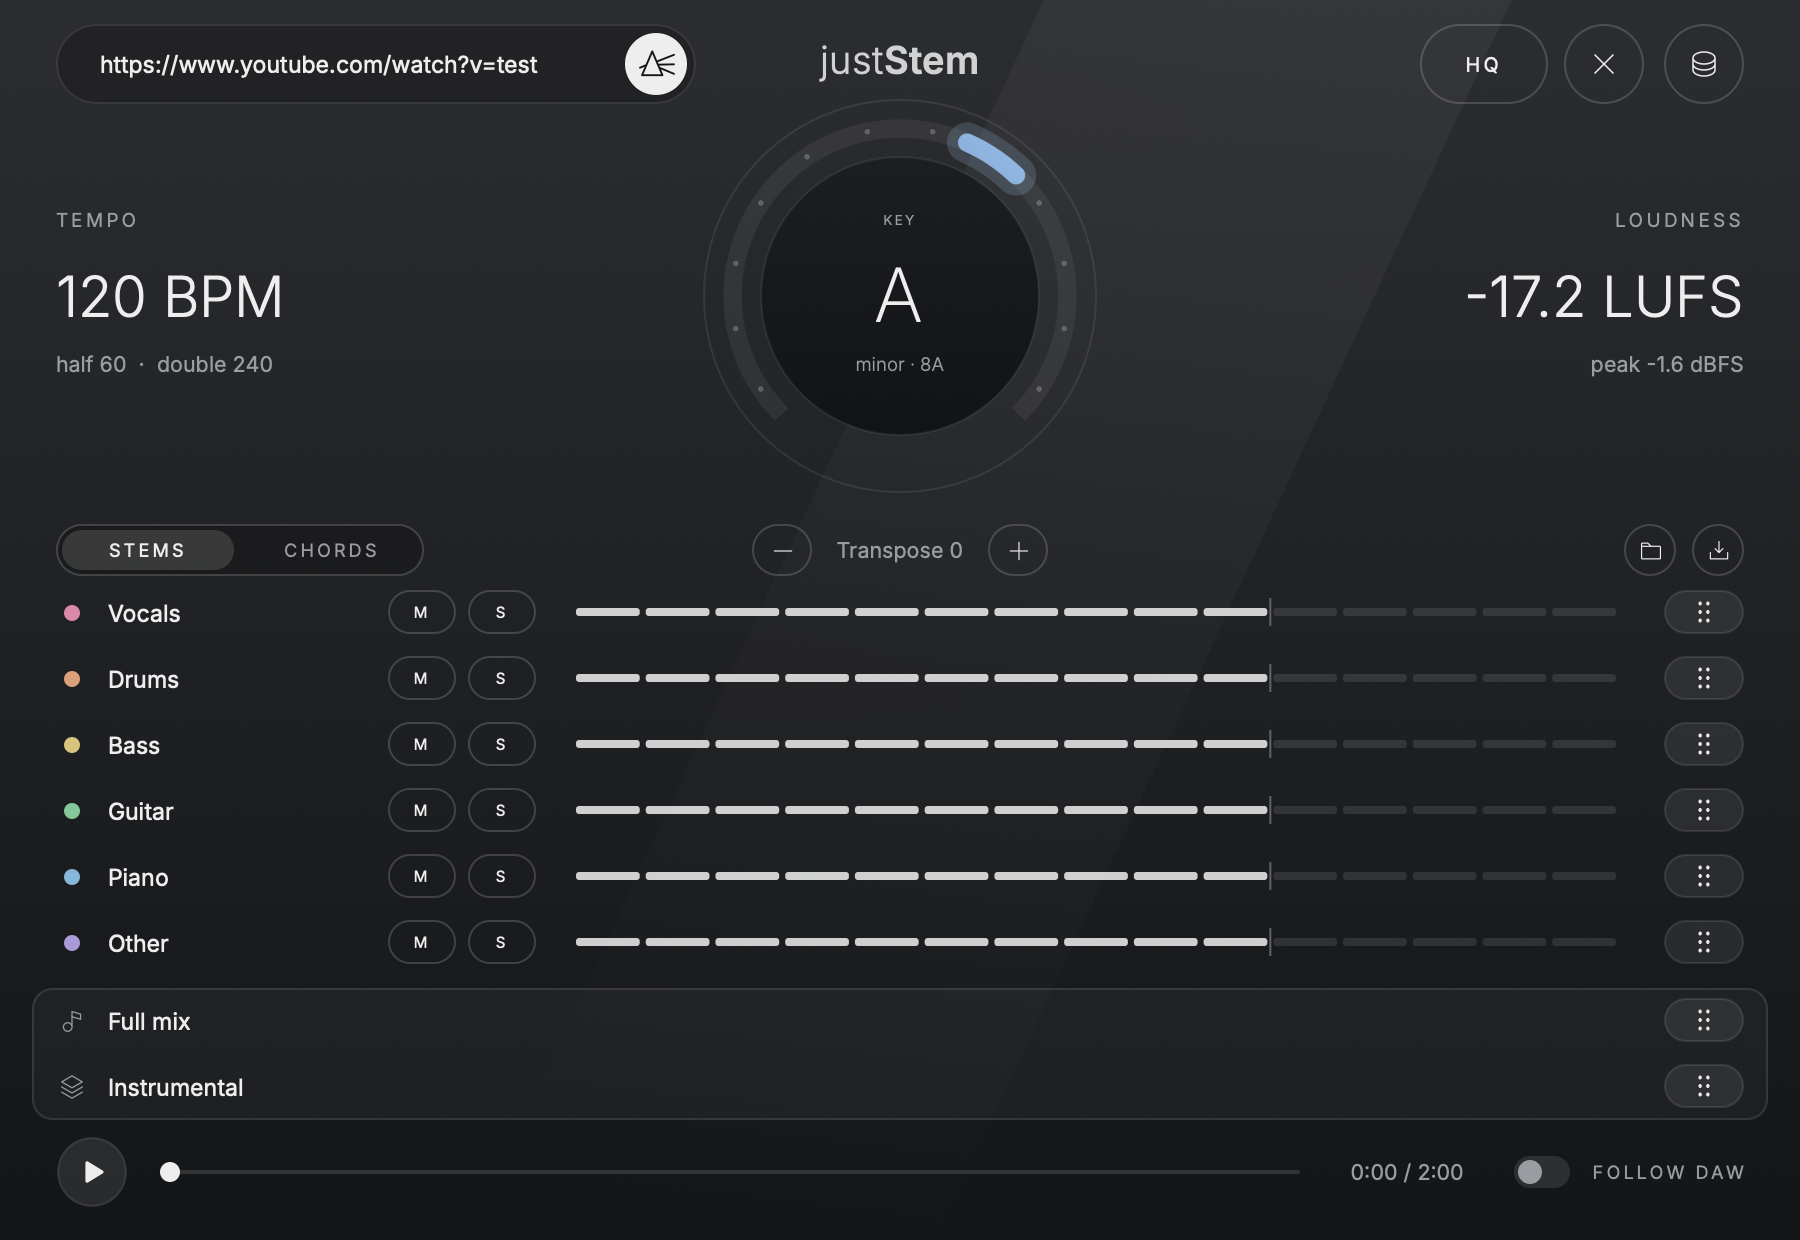 https://www.youtube.com/watch?v=test
justStem
HQ
TEMPO
120 BPM
half 60 · double 240
KEY
A
minor · 8A
LOUDNESS
-17.2 LUFS
peak -1.6 dBFS
STEMS CHORDS
Transpose 0
Vocals M S
Drums M S
Bass M S
Guitar M S
Piano M S
Other M S
Full mix
Instrumental
0:00 / 2:00
FOLLOW DAW